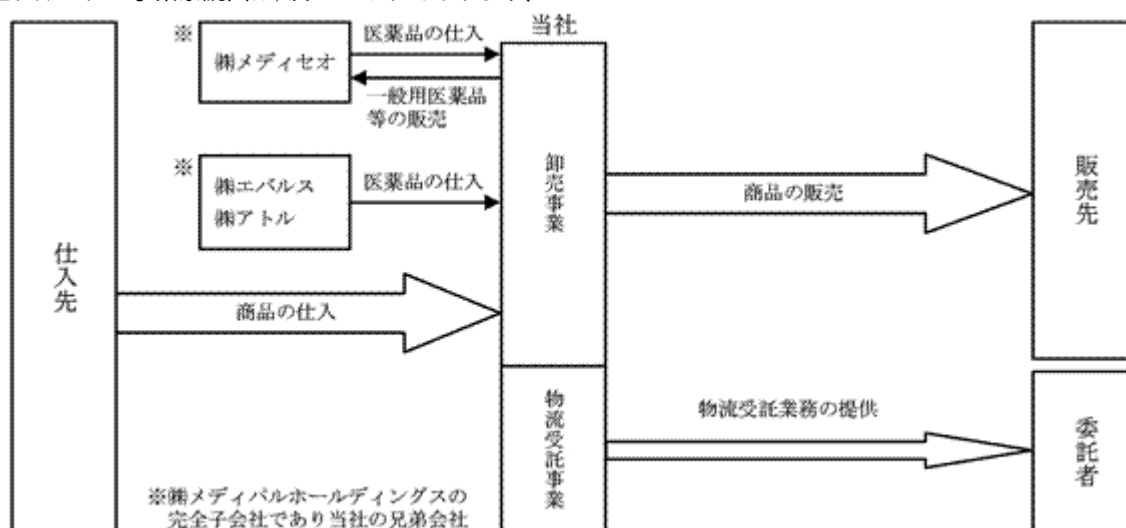 当社
※
㈱メディセオ
医薬品の仕入
一般用医薬品
等の販売
※
㈱エバルス
㈱アトル
医薬品の仕入
卸売事業
商品の販売
販売先
仕入先
商品の仕入
物流受託事業
物流受託業務の提供
委託者
※㈱メディパルホールディングスの
完全子会社であり当社の兄弟会社